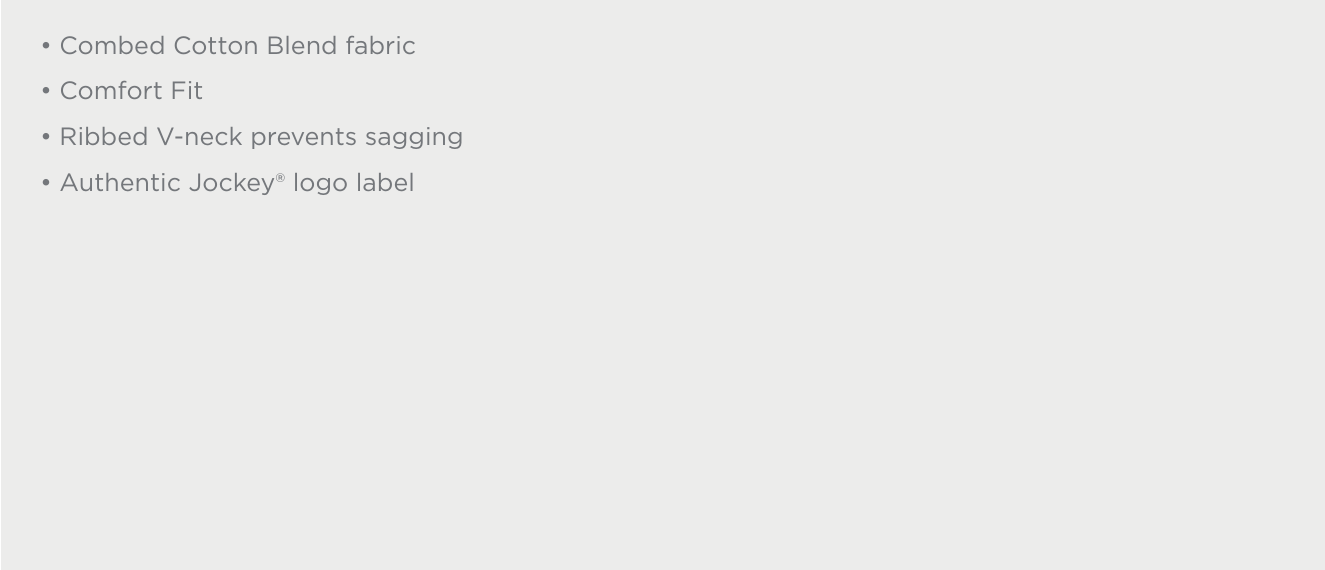 • Combed Cotton Blend fabric
• Comfort Fit
• Ribbed V-neck prevents sagging
• Authentic Jockey® logo label